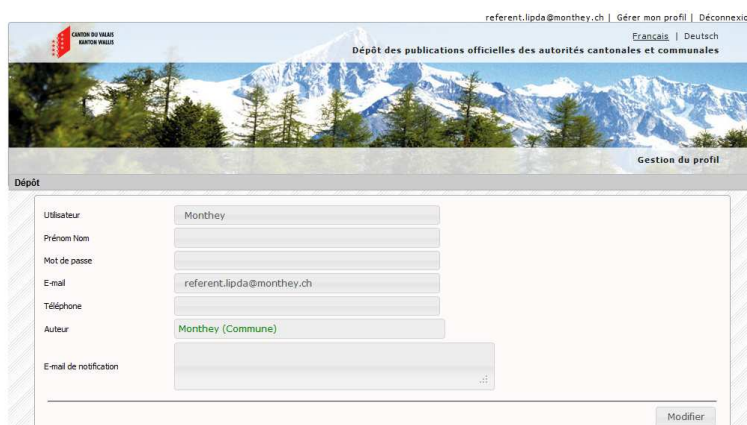 referent.lipda@monthey.ch | Gérer mon profil | Déconnexio
CANTON DU VALAIS
KANTON WALLIS
Français | Deutsch
Dépôt des publications officielles des autorités cantonales et communales
Gestion du profil
Dépôt
Utilisateur Monthey
Prénom Nom
Mot de passe
E-mail referent.lipda@monthey.ch
Téléphone
Auteur Monthey (Commune)
E-mail de notification
Modifier